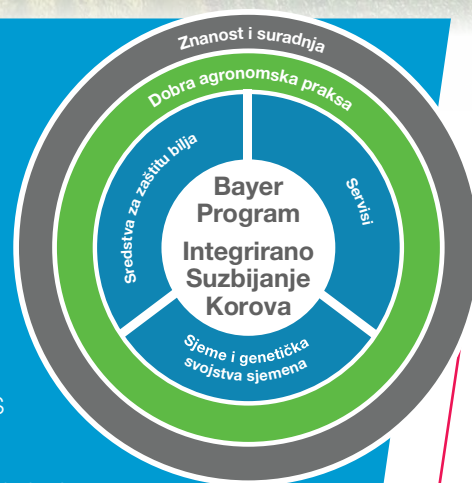 Znanost i suradnja
Dobra agronomska praksa
Sredstva za zaštitu bilja
Servisi
Bayer
Program
Integrirano
Suzbijanje
Korova
Sjeme i genetička
svojstva sjemena